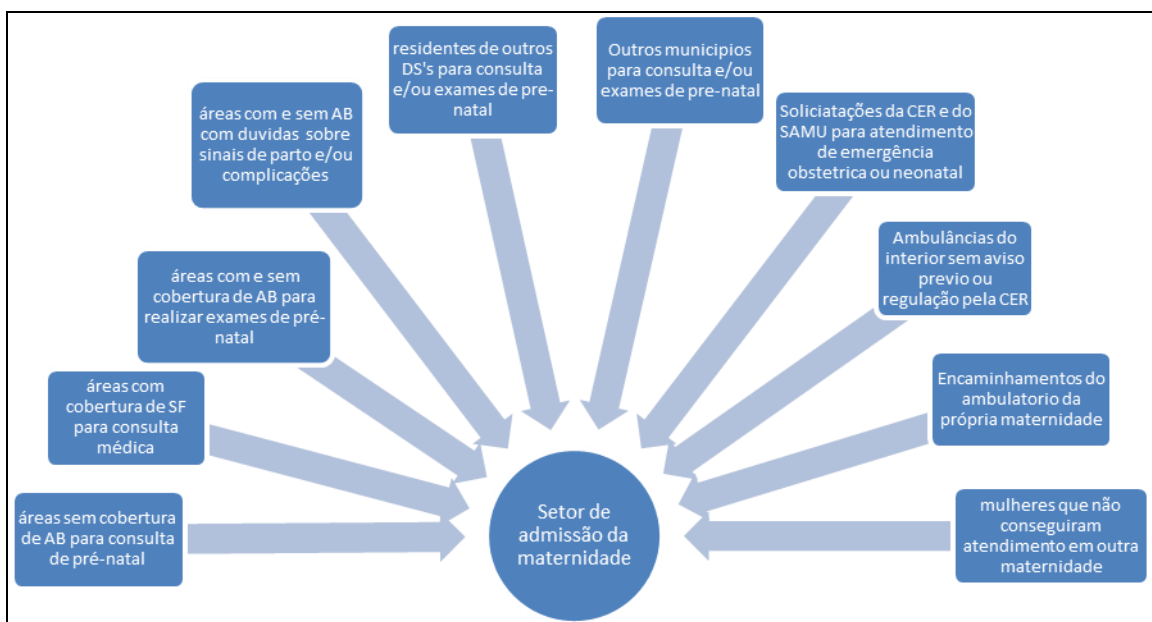 residentes de outros
DS's para consulta
e/ou exames de pre-
natal
Outros municipios
para consulta e/ou
exames de pre-natal
áreas com e sem AB
com duvidas sobre
sinais de parto e/ou
complicações
Soliciatações da CER e do
SAMU para atendimento
de emergência
obstetrica ou neonatal
áreas com e sem
cobertura de AB para
realizar exames de pré-
natal
Ambulâncias do
interior sem aviso
previo ou
regulação pela CER
áreas com
cobertura de SF
para consulta
médica
Encaminhamentos do
ambulatorio da
própria maternidade
áreas sem cobertura
de AB para consulta
de pré-natal
Setor de
admissão da
maternidade
mulheres que não
conseguiram
atendimento em outra
maternidade